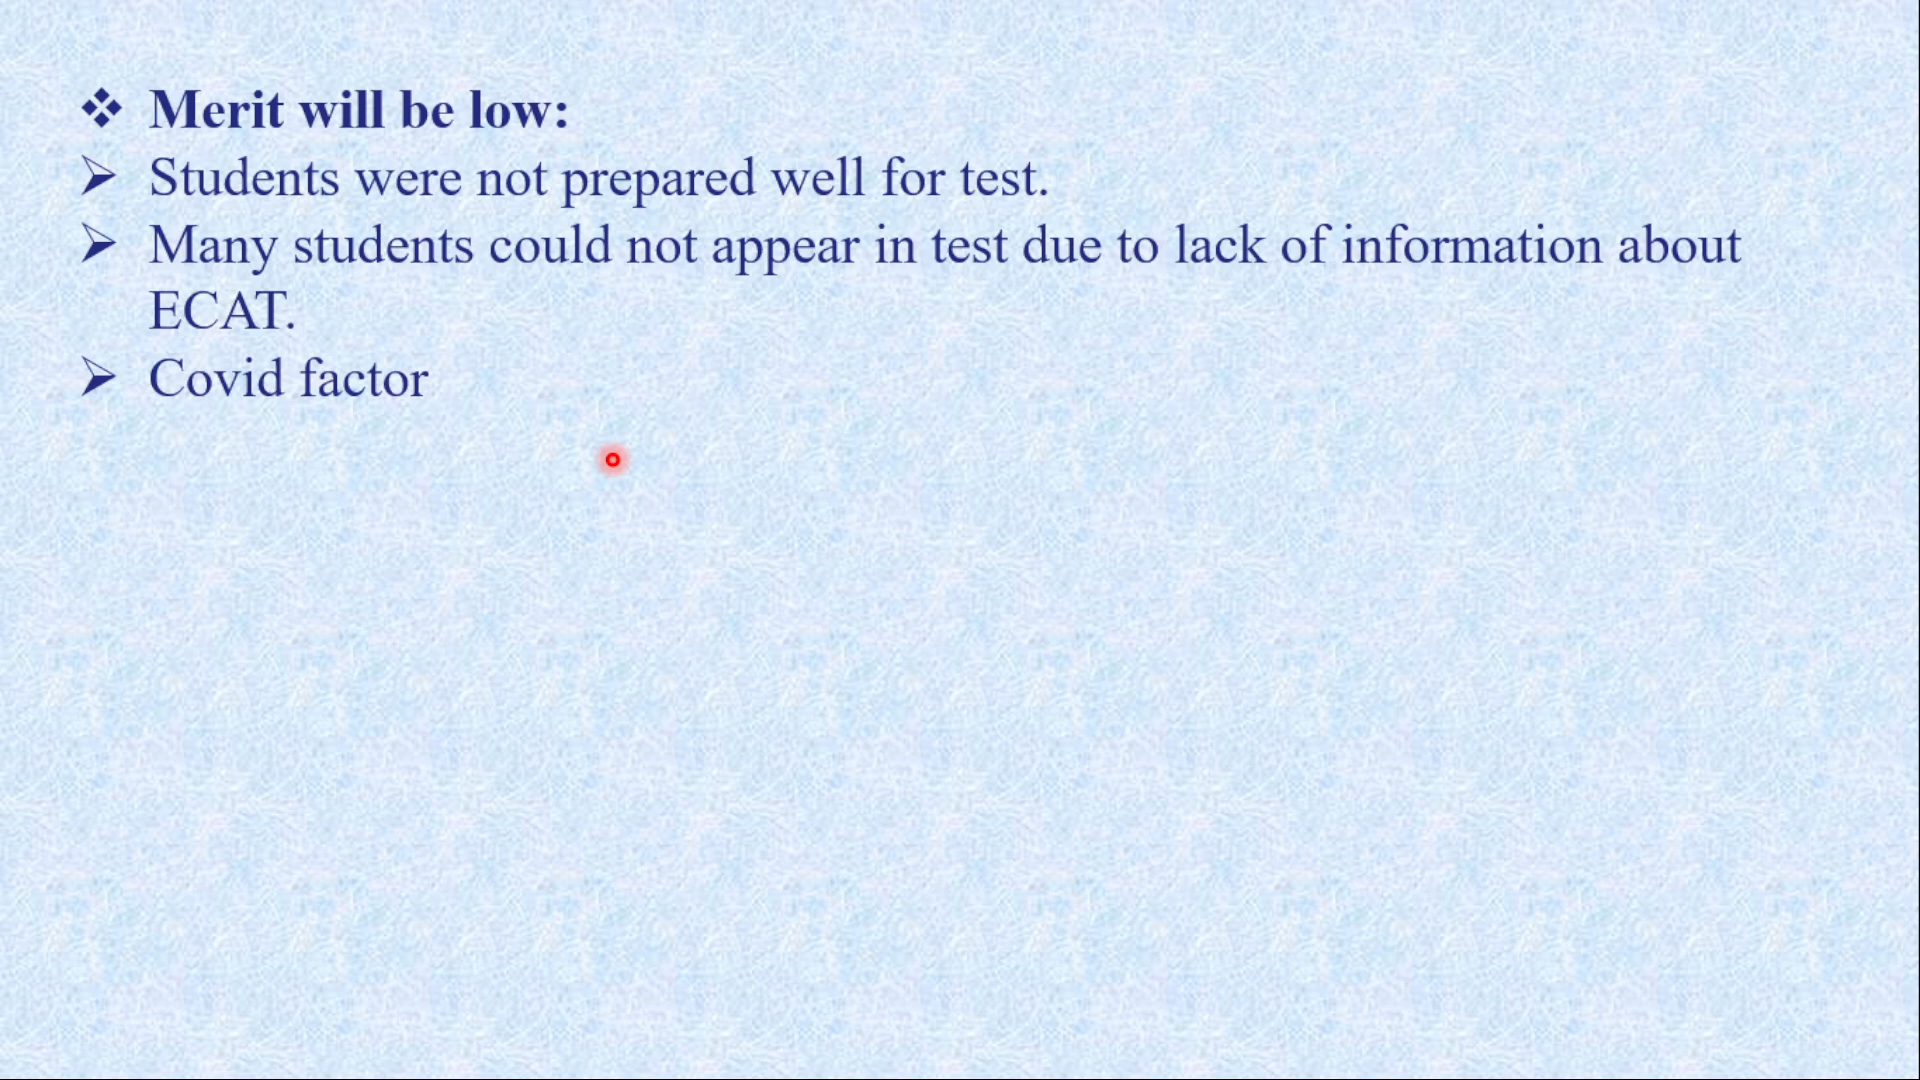 ❖ Merit will be low:
➢ Students were not prepared well for test.
➢ Many students could not appear in test due to lack of information about
ECAT.
➢ Covid factor